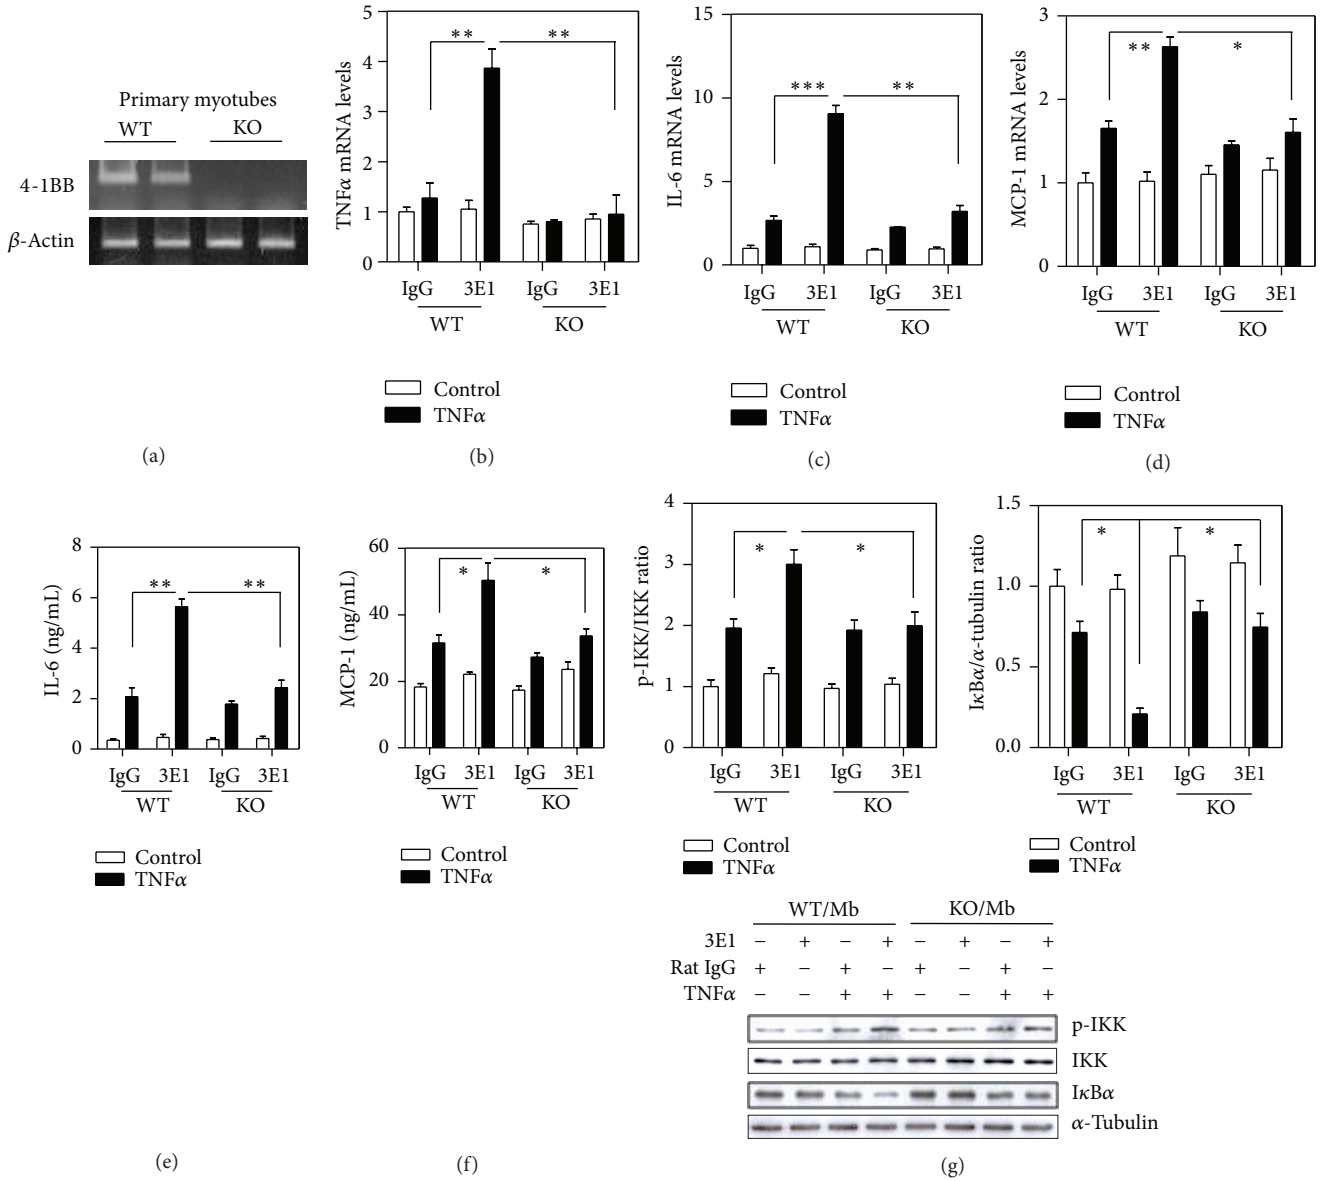 Primary myotubes
WT KO
4-1BB
β-Actin
(a)
TNFα mRNA levels
5
4
3
2
1
0
** **
IgG 3E1 IgG 3E1
WT KO
Control
TNFα
(b)
IL-6 mRNA levels
15
10
5
0
*** **
IgG 3E1 IgG 3E1
WT KO
Control
TNFα
(c)
MCP-1 mRNA levels
3
2
1
0
** *
IgG 3E1 IgG 3E1
WT KO
Control
TNFα
(d)
IL-6 (ng/mL)
8
6
4
2
0
** **
IgG 3E1 IgG 3E1
WT KO
Control
TNFα
(e)
MCP-1 (ng/mL)
60
40
20
0
* *
IgG 3E1 IgG 3E1
WT KO
Control
TNFα
(f)
p-IKK/IKK ratio
4
3
2
1
0
* *
IgG 3E1 IgG 3E1
WT KO
Control
TNFα
IκBα/α-tubulin ratio
1.5
1.0
0.5
0.0
* *
IgG 3E1 IgG 3E1
WT KO
Control
TNFα
WT/Mb KO/Mb
3E1 − + − + − + − +
Rat IgG + − + − + − + −
TNFα − − + + − − + +
p-IKK
IKK
IκBα
α-Tubulin
(g)